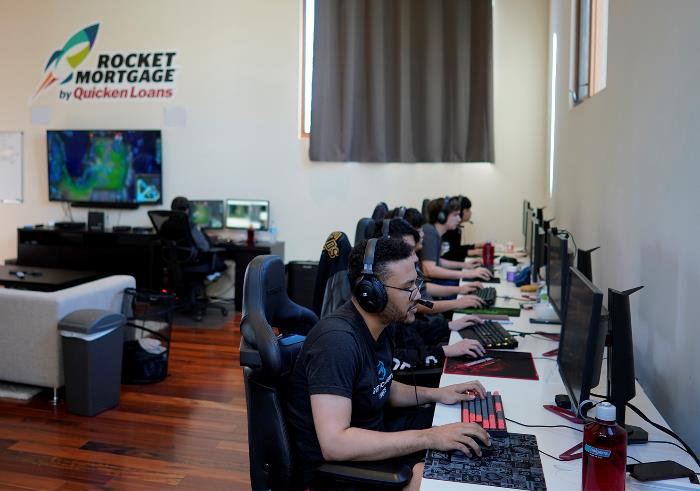 ROCKET
MORTGAGE
by Quicken Loans